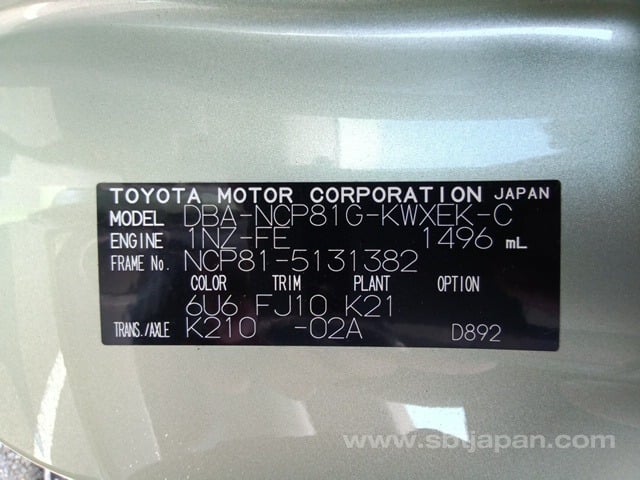 TOYOTA MOTOR CORPORATION JAPAN
MODEL DBA-NCP81G-KWXEK-C
ENGINE 1NZ-FE 1496 mL
FRAME No. NCP81-5131382
COLOR TRIM PLANT OPTION
6U6 FJ10 K21
TRANS./AXLE K210 -02A D892
www.sbtjapan.com